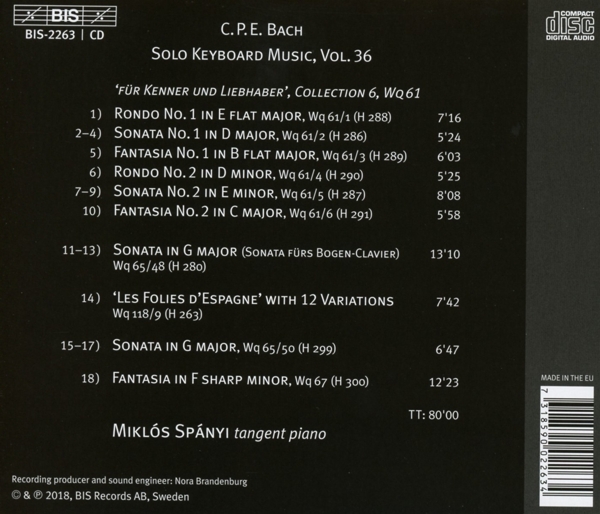 BIS
BIS-2263 | CD
COMPACT
disc
DIGITAL AUDIO
C.P.E. BACH
SOLO KEYBOARD MUSIC, VOL. 36
‘FÜR KENNER UND LIEBHABER’, COLLECTION 6, WQ 61
1) RONDO NO. 1 IN E FLAT MAJOR, Wq 61/1 (H 288) 7'16
2–4) SONATA NO. 1 IN D MAJOR, Wq 61/2 (H 286) 5'24
5) FANTASIA NO. 1 IN B FLAT MAJOR, Wq 61/3 (H 289) 6'03
6) RONDO NO. 2 IN D MINOR, Wq 61/4 (H 290) 5'25
7–9) SONATA NO. 2 IN E MINOR, Wq 61/5 (H 287) 8'08
10) FANTASIA NO. 2 IN C MAJOR, Wq 61/6 (H 291) 5'58
11–13) SONATA IN G MAJOR (SONATA FÜRS BOGEN-CLAVIER) 13'10
Wq 65/48 (H 280)
14) ‘LES FOLIES D'ESPAGNE’ WITH 12 VARIATIONS 7'42
Wq 118/9 (H 263)
15–17) SONATA IN G MAJOR, Wq 65/50 (H 299) 6'47
18) FANTASIA IN F SHARP MINOR, Wq 67 (H 300) 12'23
TT: 80'00
MIKLÓS SPÁNYI tangent piano
MADE IN THE EU
7 318590 022634
Recording producer and sound engineer: Nora Brandenburg
© & ℗ 2018, BIS Records AB, Sweden